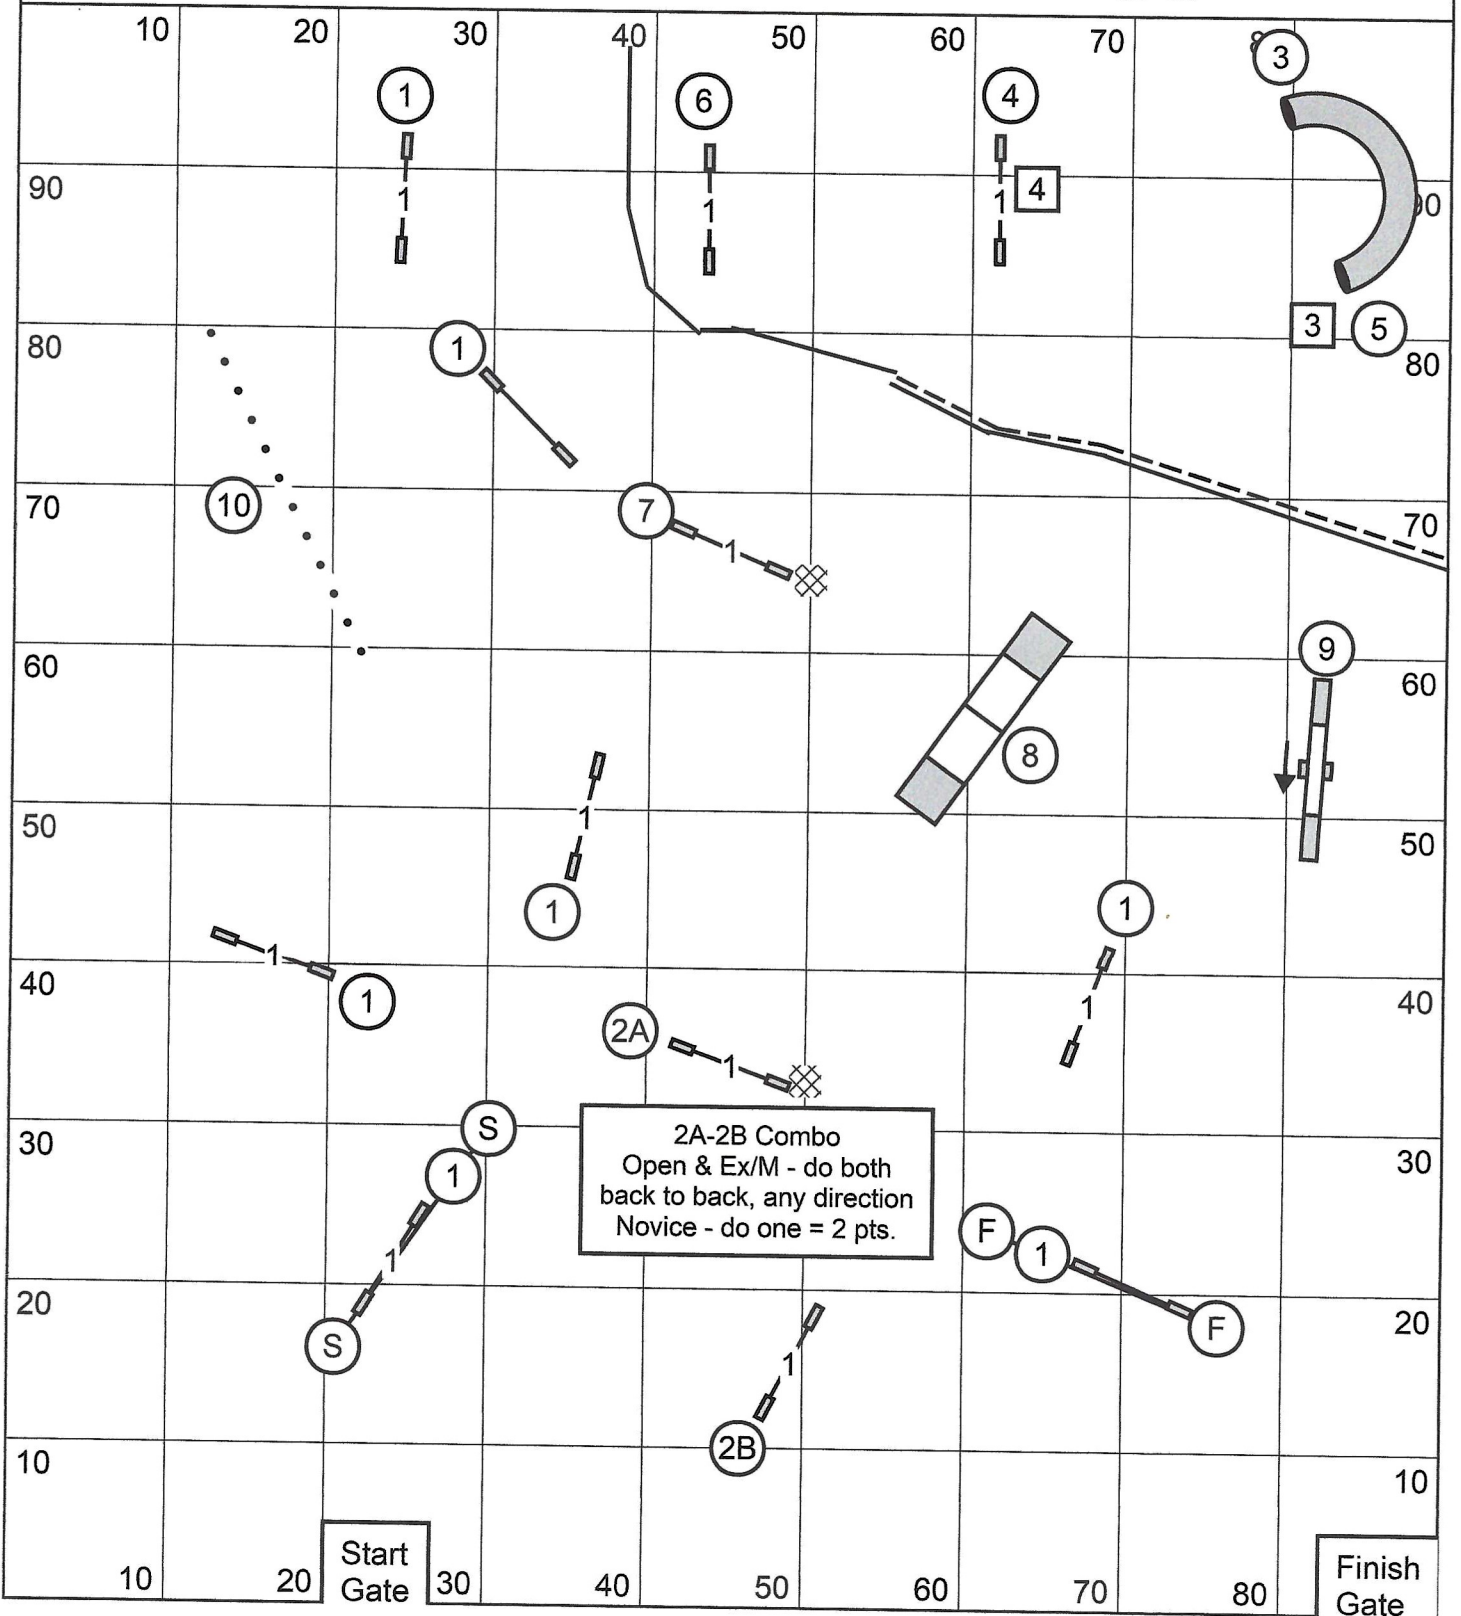 10 20 30 40 50 60 70 8
3
1 6 4
90 1 1 1 4 90
80 1 3 5 80
70 10 7 1 70
60 9 60
8
50 1 50
1 1
40 1 1 1 40
2A 1
30 S 30
2A-2B Combo
Open & Ex/M - do both
back to back, any direction
Novice - do one = 2 pts.
1
1
F 1
20 S F 20
1
2B
10 10
Start
Gate
Finish
Gate
10 20 30 40 50 60 70 80